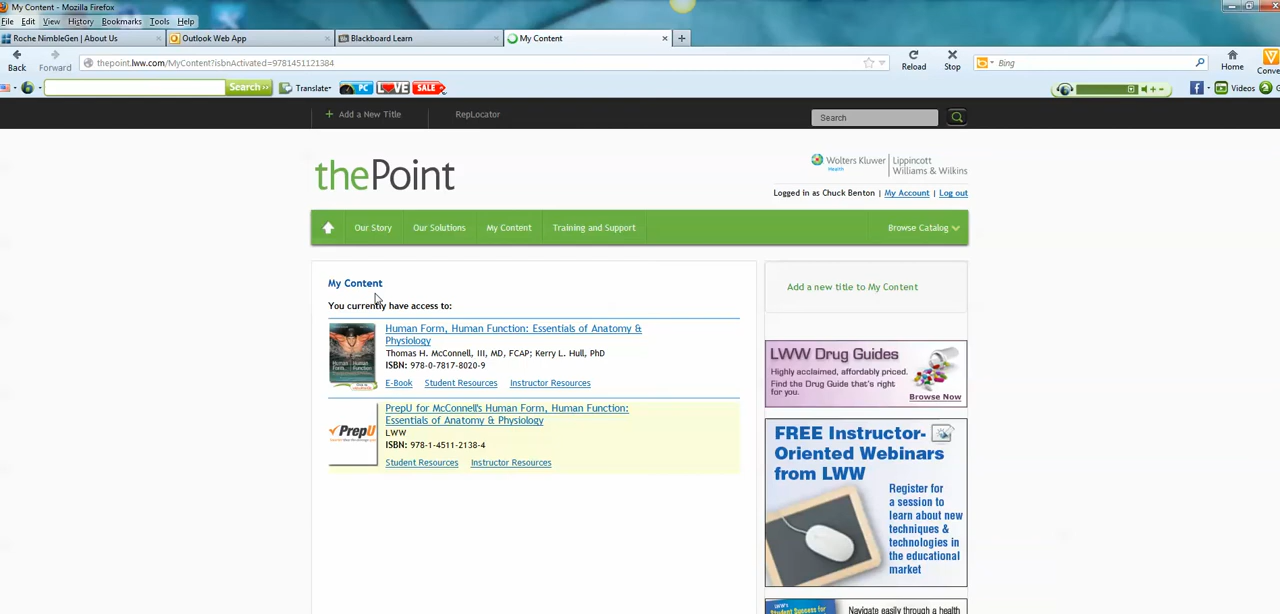 My Content - Mozilla Firefox
File Edit View History Bookmarks Tools Help
Roche NimbleGen | About Us
Outlook Web App
Blackboard Learn
My Content
Back
Forward
thepoint.lww.com/MyContent?isbnActivated=9781451121384
Reload
Stop
Bing
Home
Conve
Search
Translate
PC
LOVE
SALE
Videos
+ Add a New Title
RepLocator
Search
thePoint
Wolters Kluwer
Health
Lippincott
Williams & Wilkins
Logged in as Chuck Benton | My Account | Log out
Our Story
Our Solutions
My Content
Training and Support
Browse Catalog
My Content
You currently have access to:
Human Form, Human Function: Essentials of Anatomy &
Physiology
Thomas H. McConnell, III, MD, FCAP; Kerry L. Hull, PhD
ISBN: 978-0-7817-8020-9
E-Book Student Resources Instructor Resources
PrepU
PrepU for McConnell's Human Form, Human Function:
Essentials of Anatomy & Physiology
LWW
ISBN: 978-1-4511-2138-4
Student Resources Instructor Resources
Add a new title to My Content
LWW Drug Guides
Highly acclaimed, affordably priced.
Find the Drug Guide that's right
for you.
Browse Now
FREE Instructor-
Oriented Webinars
from LWW
Register for
a session to
learn about new
techniques &
technologies in
the educational
market
LWW's
Student Success
Navigate easily through a health